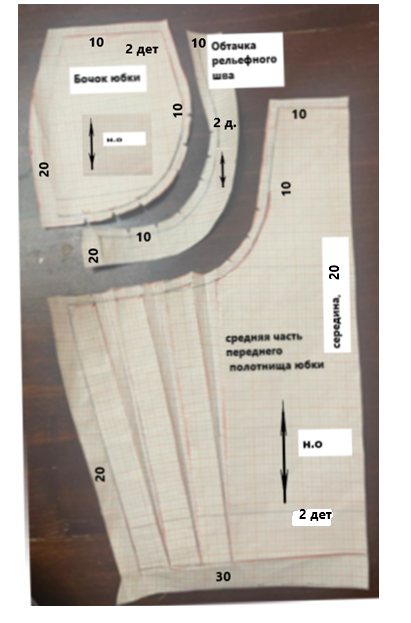 10
2 дет
10
Обтачка
рельефного
шва
Бочок юбки
10
2 д.
20
н.о
10
10
10
20
20
середина,
средняя часть
переднего
полотнища юбки
н.о
20
2 дет
30